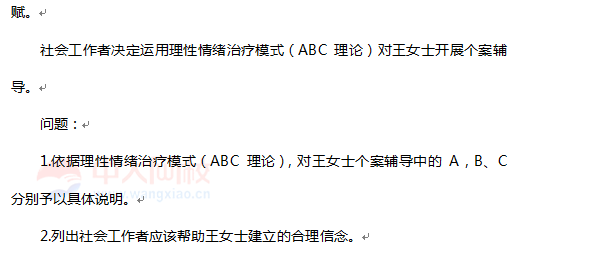 赋。
社会工作者决定运用理性情绪治疗模式（ABC 理论）对王女士开展个案辅
导。
问题：
1.依据理性情绪治疗模式（ABC 理论），对王女士个案辅导中的 A，B、C
分别予以具体说明。
2.列出社会工作者应该帮助王女士建立的合理信念。